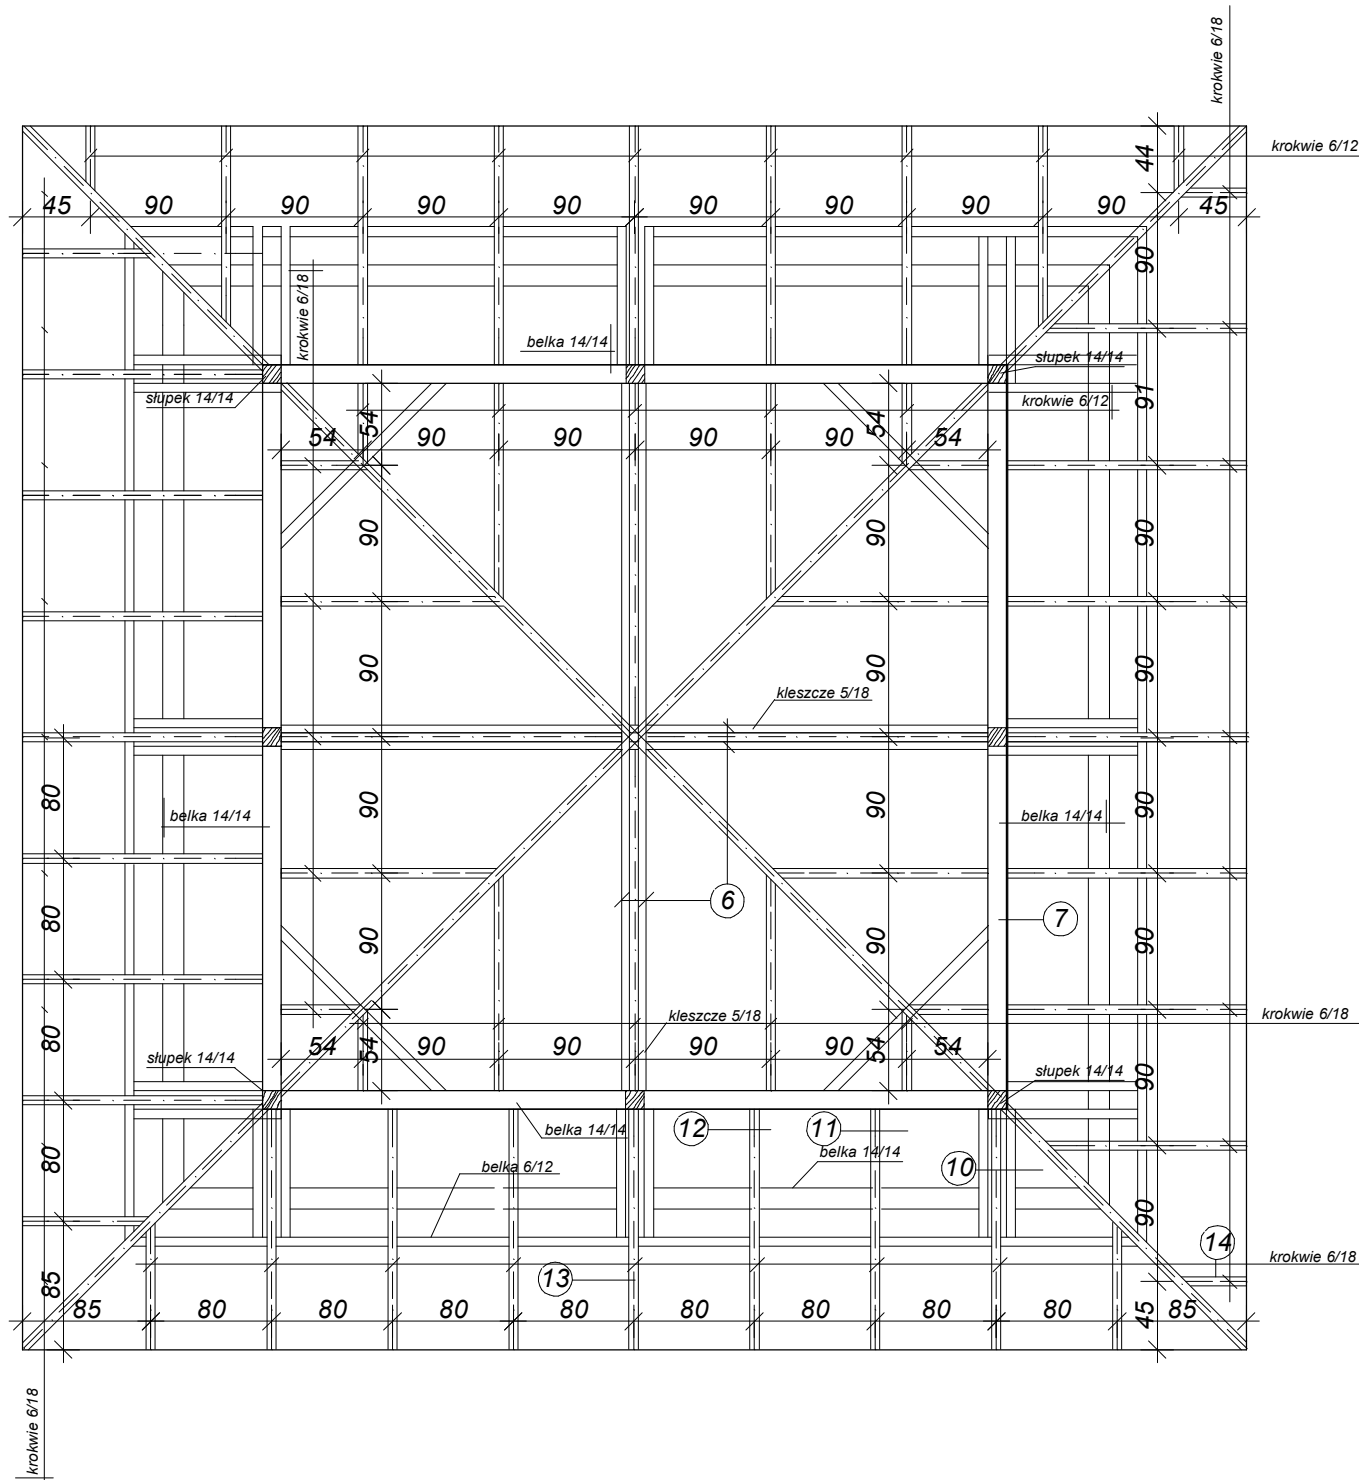 krokwie 6/18
krokwie 6/12
44
45 90 90 90 90 90 90 90 90 45
90
krokwie 6/18
belka 14/14
słupek 14/14
słupek 14/14
krokwie 6/12
91
54 54 90 90 90 90 54 54
90 90 90
90 90 90
kleszcze 5/18
80
belka 14/14
90 90 90
belka 14/14
6
7
80
90 90 90
kleszcze 5/18
krokwie 6/18
80
54 54 90 90 90 90 54 54
słupek 14/14
słupek 14/14
90
belka 14/14
12
11
belka 14/14
80
belka 6/12
10
90
14
13
krokwie 6/18
85
85 80 80 80 80 80 80 80 80 85
45
krokwie 6/18